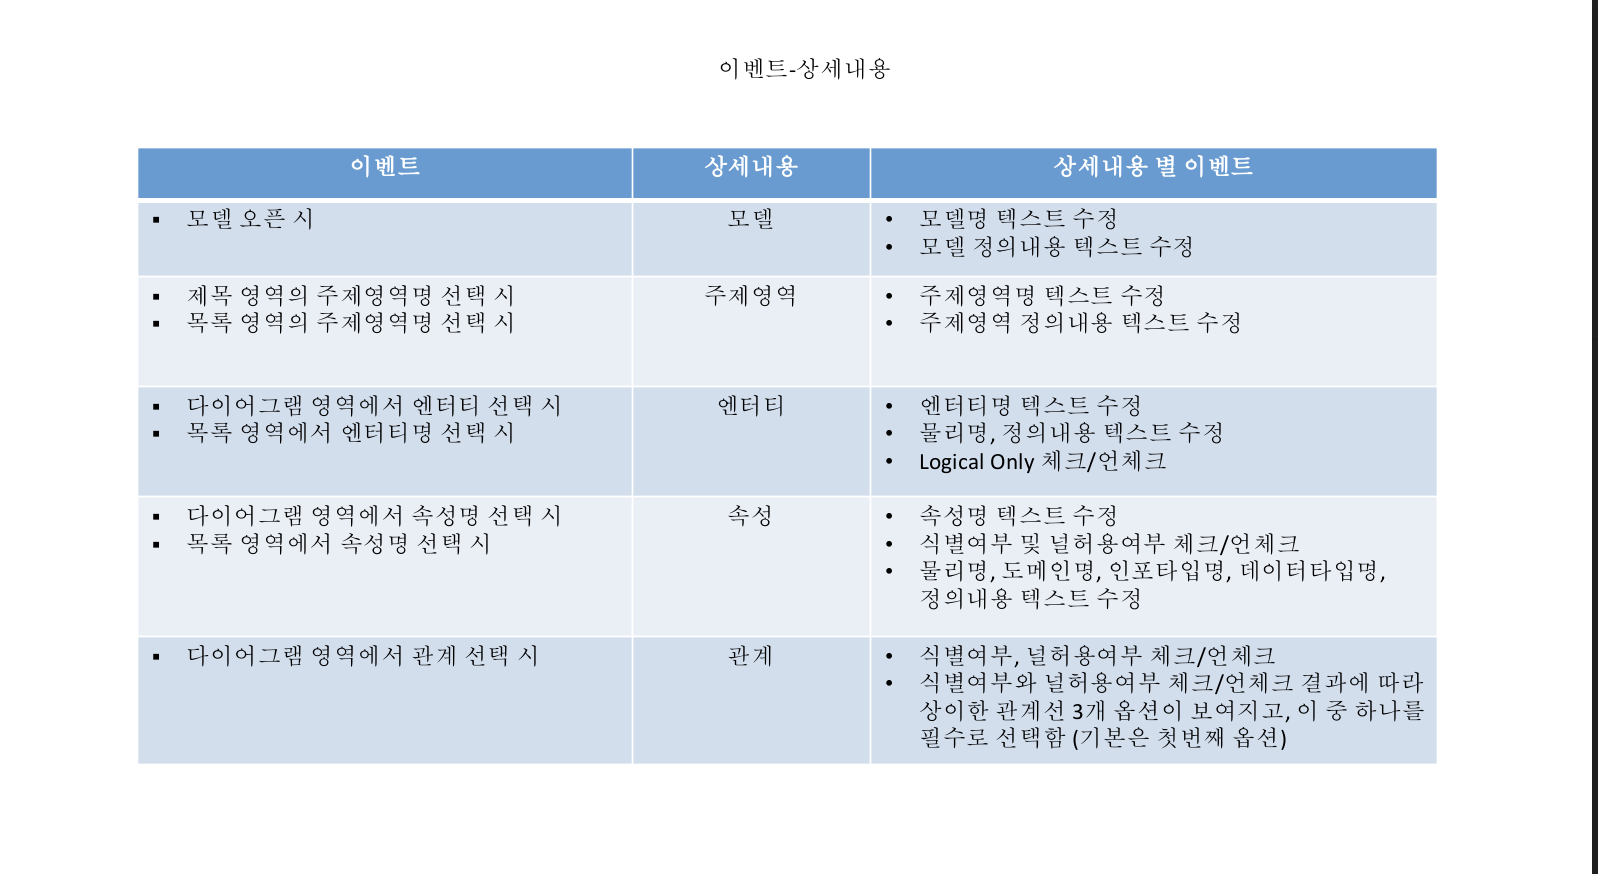 이벤트-상세내용
이벤트
상세내용
상세내용 별 이벤트
▪ 모델 오픈 시
모델
• 모델명 텍스트 수정
• 모델 정의내용 텍스트 수정
▪ 제목 영역의 주제영역명 선택 시
▪ 목록 영역의 주제영역명 선택 시
주제영역
• 주제영역명 텍스트 수정
• 주제영역 정의내용 텍스트 수정
▪ 다이어그램 영역에서 엔터티 선택 시
▪ 목록 영역에서 엔터티명 선택 시
엔터티
• 엔터티명 텍스트 수정
• 물리명, 정의내용 텍스트 수정
• Logical Only 체크/언체크
▪ 다이어그램 영역에서 속성명 선택 시
▪ 목록 영역에서 속성명 선택 시
속성
• 속성명 텍스트 수정
• 식별여부 및 널허용여부 체크/언체크
• 물리명, 도메인명, 인포타입명, 데이터타입명,
정의내용 텍스트 수정
▪ 다이어그램 영역에서 관계 선택 시
관계
• 식별여부, 널허용여부 체크/언체크
• 식별여부와 널허용여부 체크/언체크 결과에 따라
상이한 관계선 3개 옵션이 보여지고, 이 중 하나를
필수로 선택함 (기본은 첫번째 옵션)